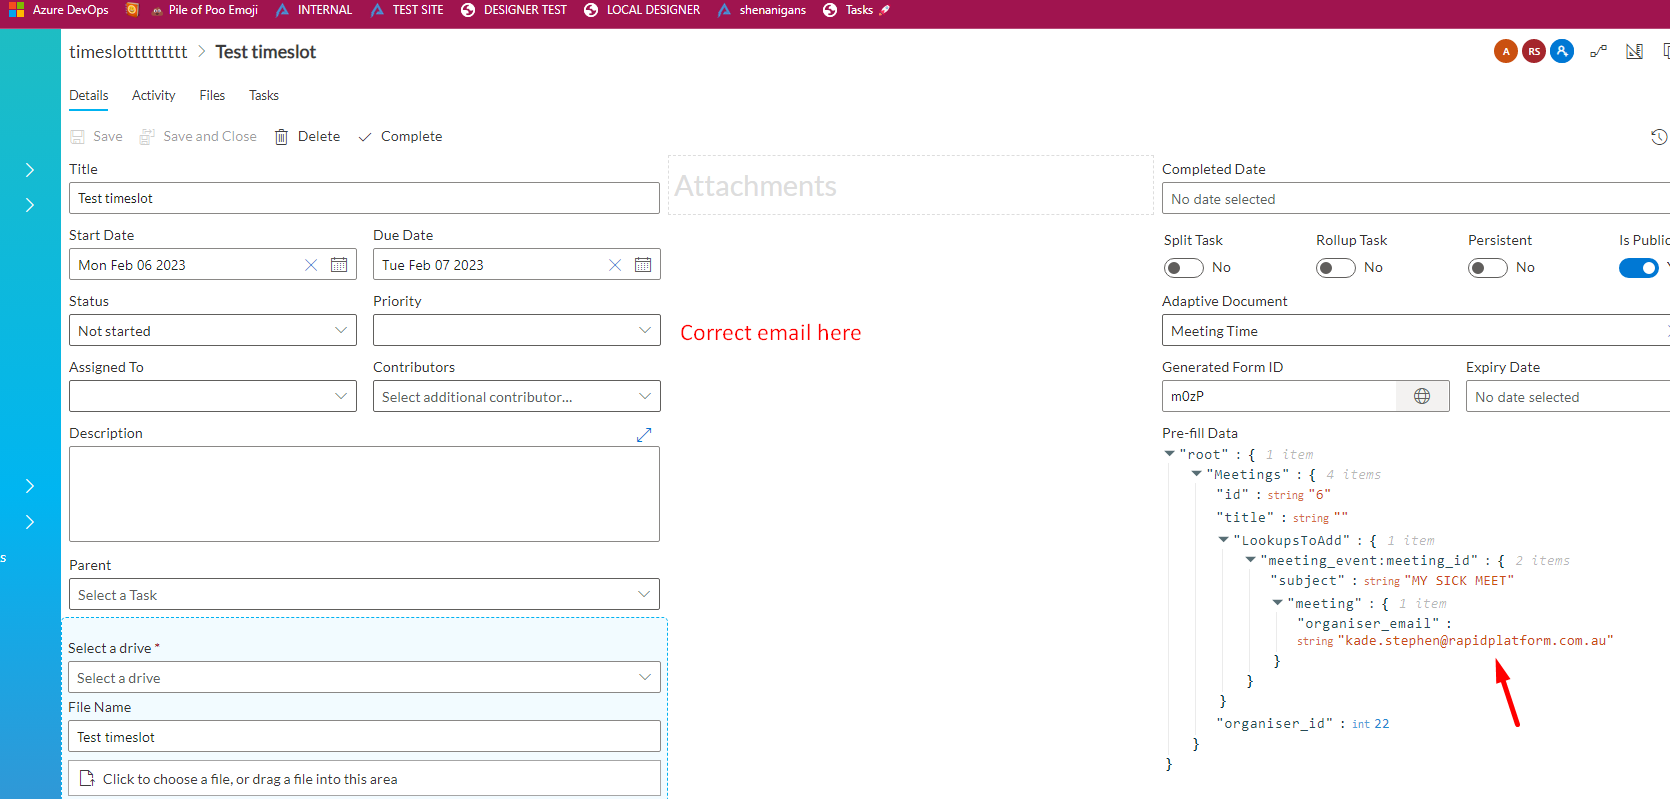 Azure DevOps Pile of Poo Emoji INTERNAL TEST SITE DESIGNER TEST LOCAL DESIGNER shenanigans Tasks 🚀
timeslottttttttt > Test timeslot
A RS
Details Activity Files Tasks
Save Save and Close Delete Complete
Title
Test timeslot
Start Date Due Date
Mon Feb 06 2023 Tue Feb 07 2023
Status Priority
Not started
Assigned To Contributors
Select additional contributor...
Description
Parent
Select a Task
Select a drive *
Select a drive
File Name
Test timeslot
Click to choose a file, or drag a file into this area
s
Attachments
Correct email here
Completed Date
No date selected
Split Task Rollup Task Persistent Is Public
No No No
Adaptive Document
Meeting Time
Generated Form ID Expiry Date
m0zP No date selected
Pre-fill Data
"root" : { 1 item
"Meetings" : { 4 items
"id" : string "6"
"title" : string ""
"LookupsToAdd" : { 1 item
"meeting_event:meeting_id" : { 2 items
"subject" : string "MY SICK MEET"
"meeting" : { 1 item
"organiser_email" :
string "kade.stephen@rapidplatform.com.au"
}
}
}
"organiser_id" : int 22
}
}